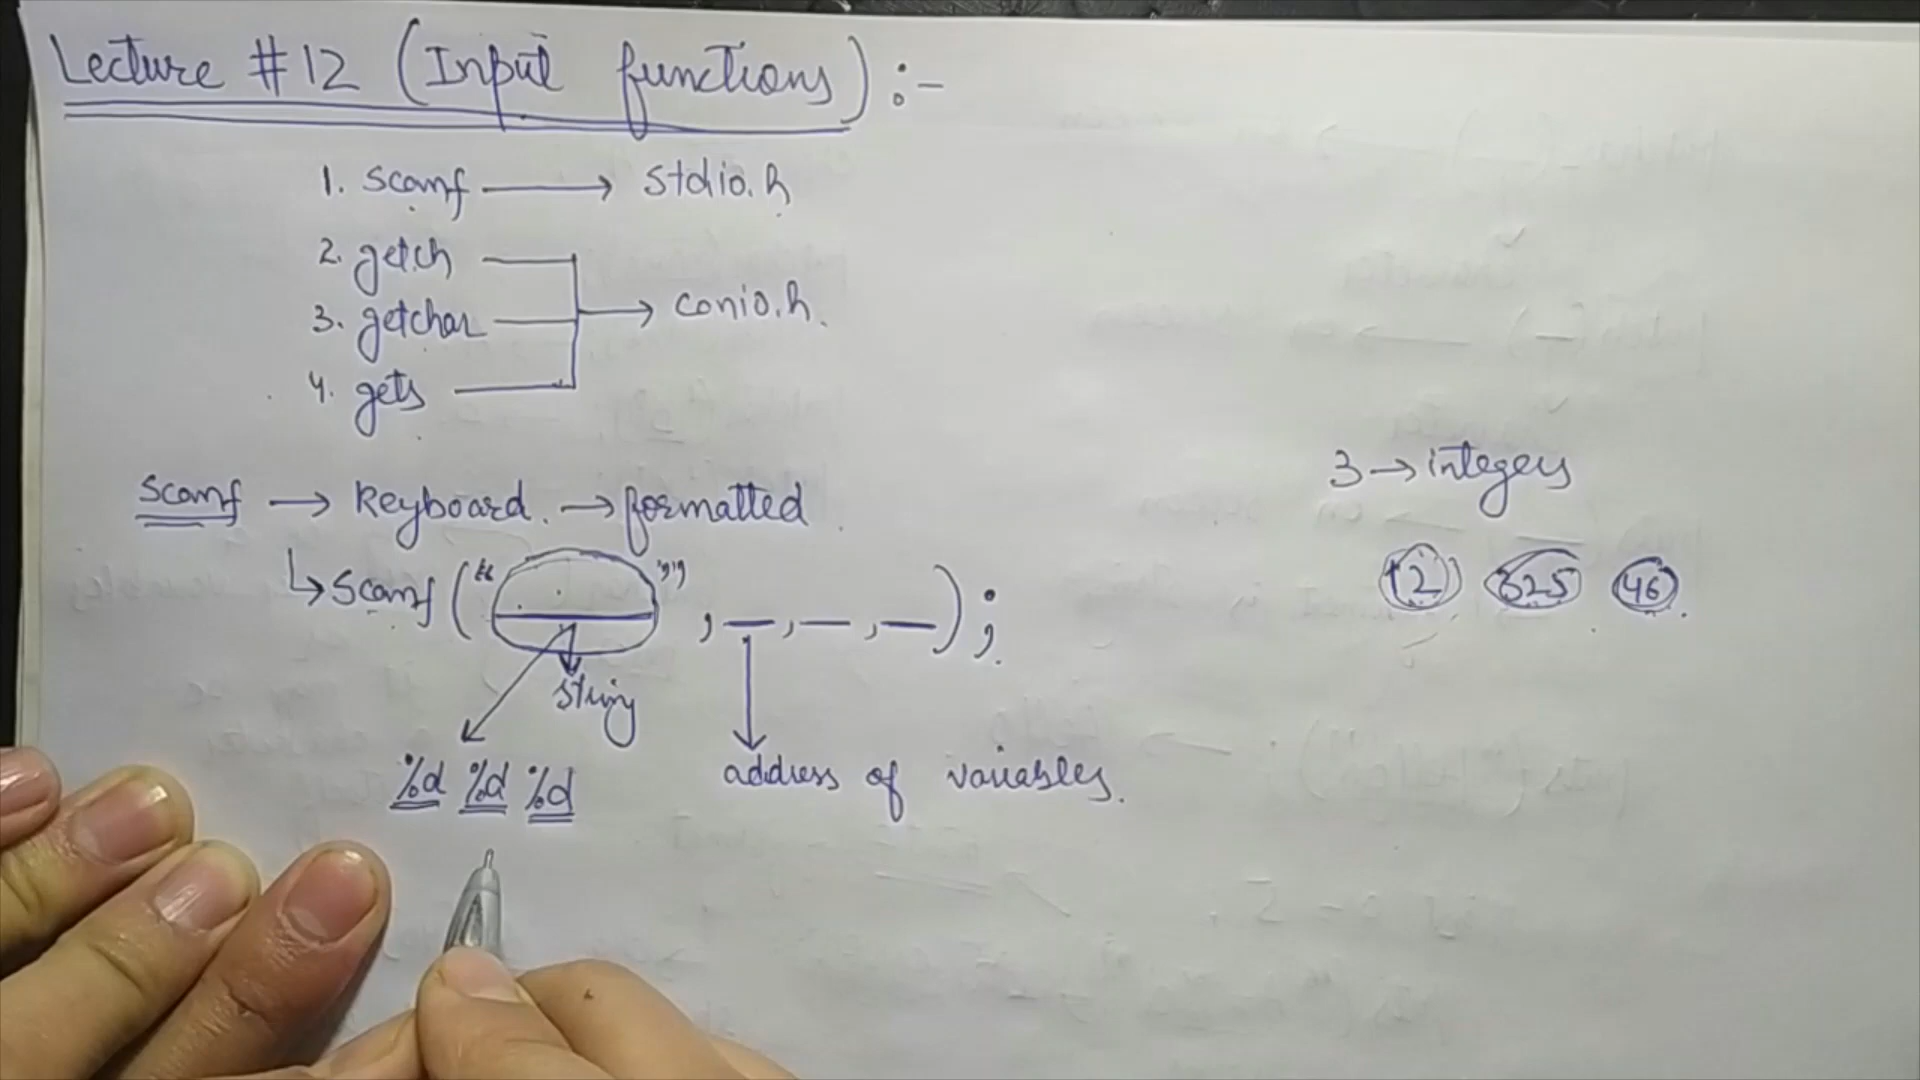 Lecture #12 (Input functions) :-
1. scanf → stdio.h
2. getch
3. getchar → conio.h.
4. gets
3 → integers
12 325 46.
scanf → Keyboard. → formatted.
↳ scanf (" ", _, _, _);
string
%d %d %d
address of variables.